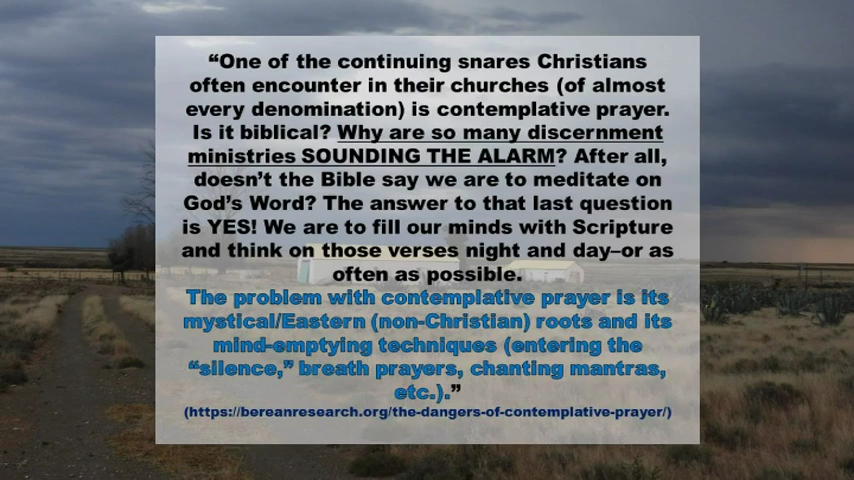 “One of the continuing snares Christians
often encounter in their churches (of almost
every denomination) is contemplative prayer.
Is it biblical? Why are so many discernment
ministries SOUNDING THE ALARM? After all,
doesn’t the Bible say we are to meditate on
God’s Word? The answer to that last question
is YES! We are to fill our minds with Scripture
and think on those verses night and day–or as
often as possible.
The problem with contemplative prayer is its
mystical/Eastern (non-Christian) roots and its
mind-emptying techniques (entering the
“silence,” breath prayers, chanting mantras,
etc.).”
(https://bereanresearch.org/the-dangers-of-contemplative-prayer/)